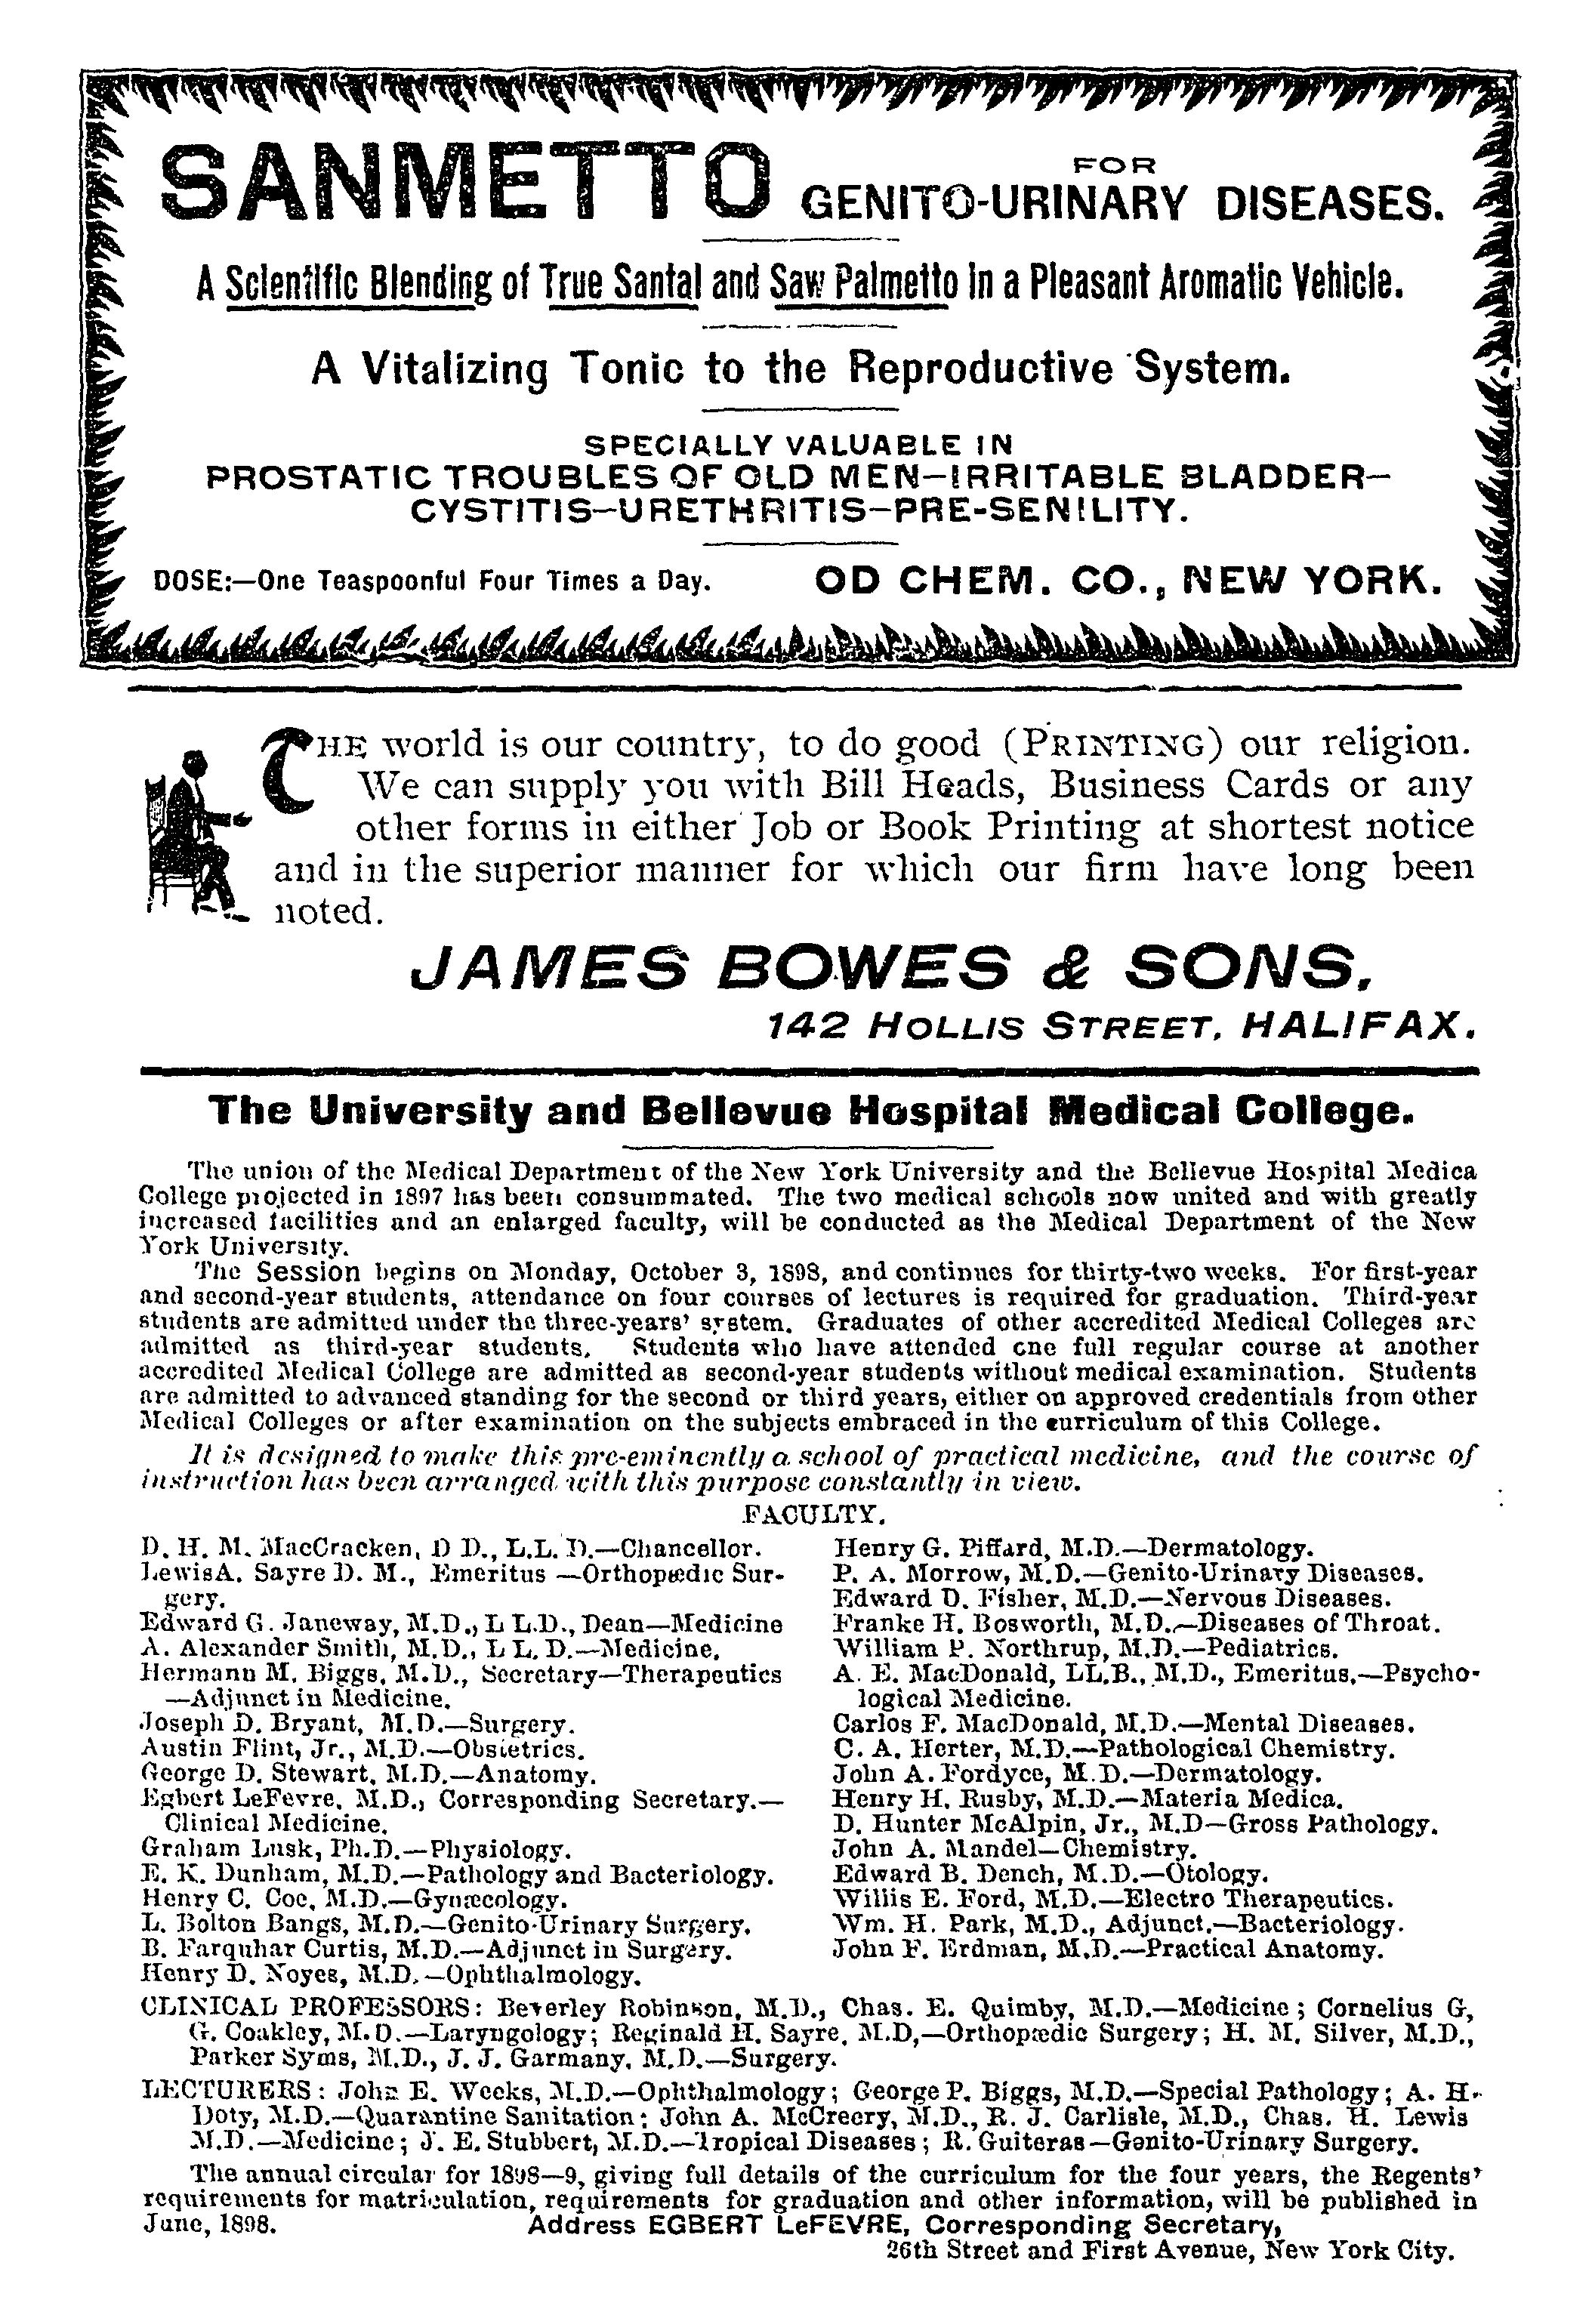 SANMETTO FOR
GENITO-URINARY DISEASES.
A Scientific Blending of True Santal and Saw Palmetto in a Pleasant Aromatic Vehicle.
A Vitalizing Tonic to the Reproductive System.
SPECIALLY VALUABLE IN
PROSTATIC TROUBLES OF OLD MEN—IRRITABLE BLADDER—
CYSTITIS—URETHRITIS—PRE-SENILITY.
DOSE:—One Teaspoonful Four Times a Day. OD CHEM. CO., NEW YORK.
THE world is our country, to do good (PRINTING) our religion.
We can supply you with Bill Heads, Business Cards or any
other forms in either Job or Book Printing at shortest notice
and in the superior manner for which our firm have long been
noted.
JAMES BOWES & SONS,
142 HOLLIS STREET, HALIFAX.
The University and Bellevue Hospital Medical College.
The union of the Medical Department of the New York University and the Bellevue Hospital Medica
College projected in 1897 has been consummated. The two medical schools now united and with greatly
increased facilities and an enlarged faculty, will be conducted as the Medical Department of the New
York University.
The Session begins on Monday, October 3, 1898, and continues for thirty-two weeks. For first-year
and second-year students, attendance on four courses of lectures is required for graduation. Third-year
students are admitted under the three-years' system. Graduates of other accredited Medical Colleges are
admitted as third-year students. Students who have attended one full regular course at another
accredited Medical College are admitted as second-year students without medical examination. Students
are admitted to advanced standing for the second or third years, either on approved credentials from other
Medical Colleges or after examination on the subjects embraced in the curriculum of this College.
It is designed to make this pre-eminently a school of practical medicine, and the course of
instruction has been arranged with this purpose constantly in view.
FACULTY.
D. H. M. MacCracken, D D., L.L. D.—Chancellor.
LewisA. Sayre D. M., Emeritus —Orthopædic Sur-
gery.
Edward G. Janeway, M.D., L L.D., Dean—Medicine
A. Alexander Smith, M.D., L L. D.—Medicine.
Hermann M. Biggs, M.D., Secretary—Therapeutics
—Adjunct in Medicine.
Joseph D. Bryant, M.D.—Surgery.
Austin Flint, Jr., M.D.—Obstetrics.
George D. Stewart, M.D.—Anatomy.
Egbert LeFevre, M.D., Corresponding Secretary.—
Clinical Medicine.
Graham Lusk, Ph.D.—Physiology.
E. K. Dunham, M.D.—Pathology and Bacteriology.
Henry C. Coe, M.D.—Gynæcology.
L. Bolton Bangs, M.D.—Genito-Urinary Surgery.
B. Farquhar Curtis, M.D.—Adjunct in Surgery.
Henry D. Noyes, M.D.—Ophthalmology.
Henry G. Piffard, M.D.—Dermatology.
P. A. Morrow, M.D.—Genito-Urinary Diseases.
Edward D. Fisher, M.D.—Nervous Diseases.
Franke H. Bosworth, M.D.—Diseases of Throat.
William P. Northrup, M.D.—Pediatrics.
A. E. MacDonald, LL.B., M.D., Emeritus,—Psycho-
logical Medicine.
Carlos F. MacDonald, M.D.—Mental Diseases.
C. A. Herter, M.D.—Pathological Chemistry.
John A. Fordyce, M.D.—Dermatology.
Henry H. Rusby, M.D.—Materia Medica.
D. Hunter McAlpin, Jr., M.D—Gross Pathology.
John A. Mandel—Chemistry.
Edward B. Dench, M.D.—Otology.
Willis E. Ford, M.D.—Electro Therapeutics.
Wm. H. Park, M.D., Adjunct.—Bacteriology.
John F. Erdman, M.D.—Practical Anatomy.
CLINICAL PROFESSORS: Beverley Robinson, M.D., Chas. E. Quimby, M.D.—Medicine; Cornelius G,
G. Coakley, M.D.—Laryngology; Reginald H. Sayre, M.D,—Orthopædic Surgery; H. M. Silver, M.D.,
Parker Syms, M.D., J. J. Garmany, M.D.—Surgery.
LECTURERS: John E. Weeks, M.D.—Ophthalmology; George P. Biggs, M.D.—Special Pathology; A. H.
Doty, M.D.—Quarantine Sanitation; John A. McCreery, M.D., R. J. Carlisle, M.D., Chas. H. Lewis
M.D.—Medicine; J. E. Stubbert, M.D.—Tropical Diseases; R. Guiteras—Genito-Urinary Surgery.
The annual circular for 1898—9, giving full details of the curriculum for the four years, the Regents'
requirements for matriculation, requirements for graduation and other information, will be published in
June, 1898. Address EGBERT LeFEVRE, Corresponding Secretary,
26th Street and First Avenue, New York City.